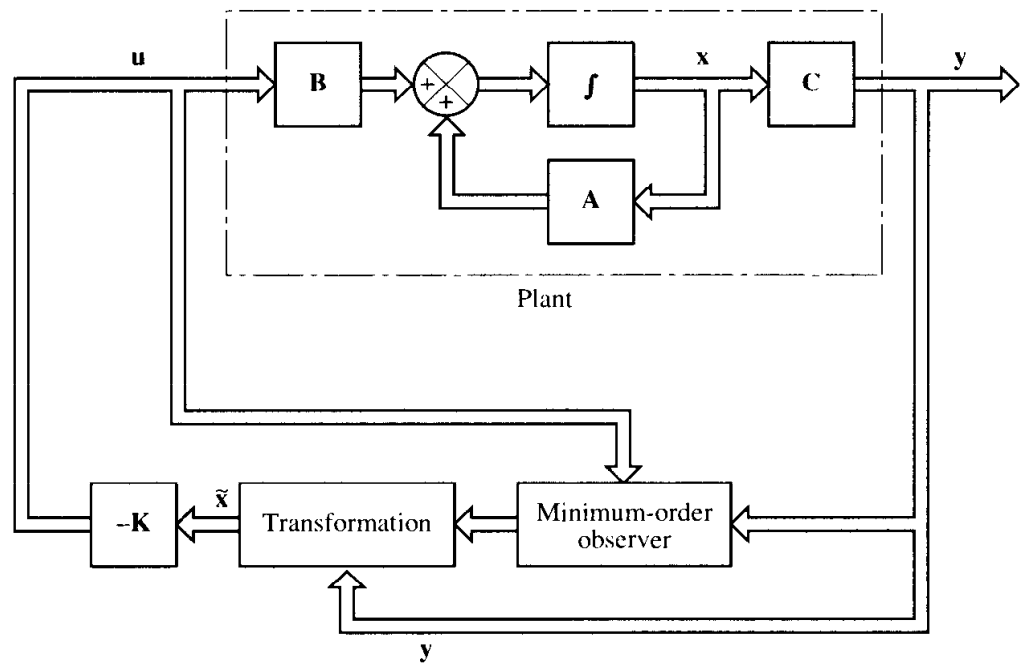 u
B
+
+
∫
x
C
y
A
Plant
–K
x̃
Transformation
Minimum-order
observer
y